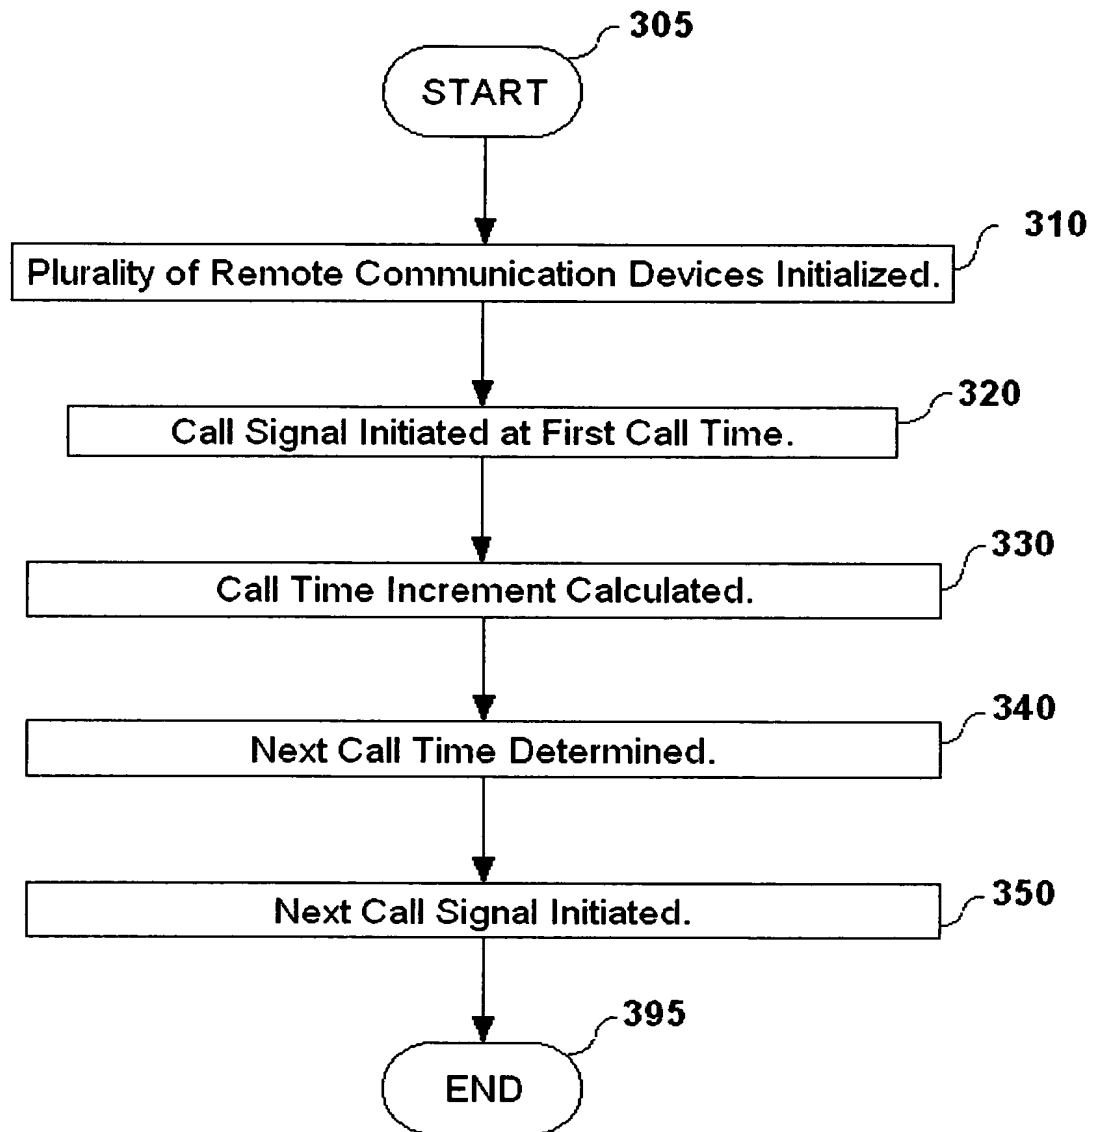 305
START
310
Plurality of Remote Communication Devices Initialized.
320
Call Signal Initiated at First Call Time.
330
Call Time Increment Calculated.
340
Next Call Time Determined.
350
Next Call Signal Initiated.
395
END